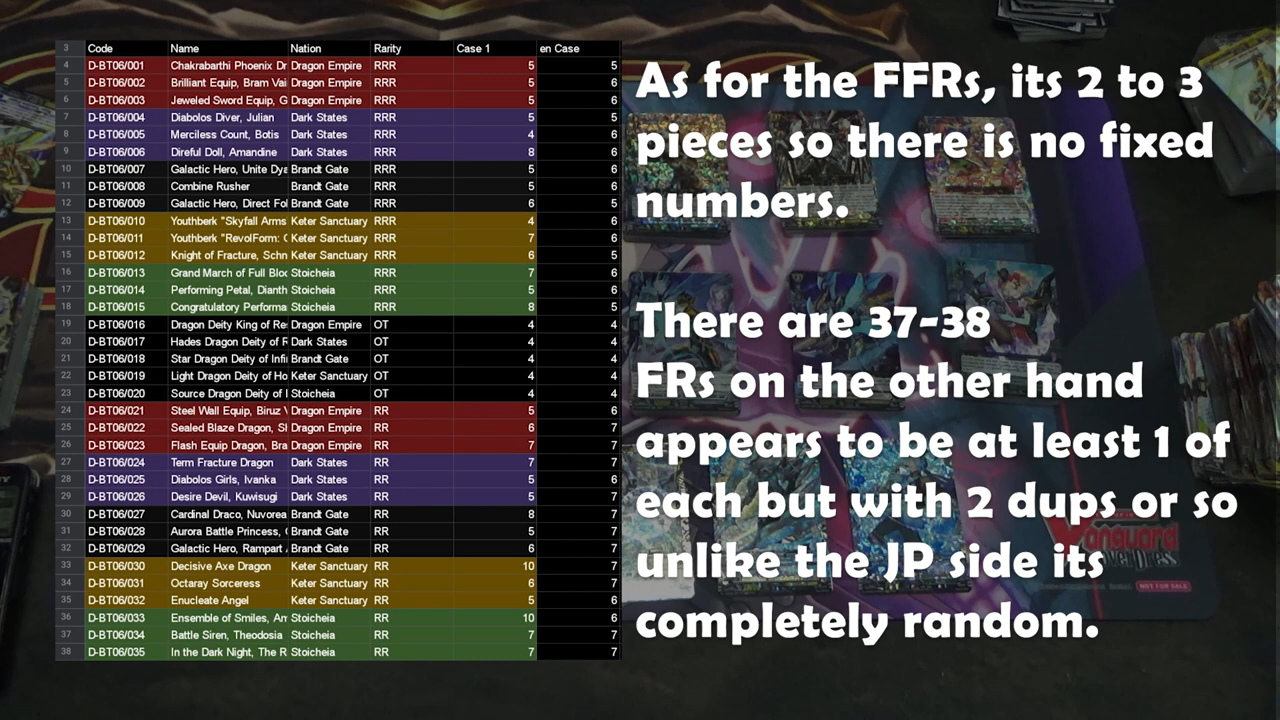 3 Code Name Nation Rarity Case 1 en Case
4 D-BT06/001 Chakrabarthi Phoenix Dr Dragon Empire RRR 5 5
5 D-BT06/002 Brilliant Equip, Bram Vai Dragon Empire RRR 5 6
6 D-BT06/003 Jeweled Sword Equip, G Dragon Empire RRR 5 6
7 D-BT06/004 Diabolos Diver, Julian Dark States RRR 5 5
8 D-BT06/005 Merciless Count, Botis Dark States RRR 4 6
9 D-BT06/006 Direful Doll, Amandine Dark States RRR 8 6
10 D-BT06/007 Galactic Hero, Unite Dya Brandt Gate RRR 5 6
11 D-BT06/008 Combine Rusher Brandt Gate RRR 5 6
12 D-BT06/009 Galactic Hero, Direct Fol Brandt Gate RRR 6 5
13 D-BT06/010 Youthberk "Skyfall Arms Keter Sanctuary RRR 4 6
14 D-BT06/011 Youthberk "RevolForm: G Keter Sanctuary RRR 7 6
15 D-BT06/012 Knight of Fracture, Schn Keter Sanctuary RRR 6 5
16 D-BT06/013 Grand March of Full Bloo Stoicheia RRR 7 6
17 D-BT06/014 Performing Petal, Dianth Stoicheia RRR 5 6
18 D-BT06/015 Congratulatory Performa Stoicheia RRR 8 5
19 D-BT06/016 Dragon Deity King of Re Dragon Empire OT 4 4
20 D-BT06/017 Hades Dragon Deity of R Dark States OT 4 4
21 D-BT06/018 Star Dragon Deity of Infi Brandt Gate OT 4 4
22 D-BT06/019 Light Dragon Deity of Ho Keter Sanctuary OT 4 4
23 D-BT06/020 Source Dragon Deity of Stoicheia OT 4 4
24 D-BT06/021 Steel Wall Equip, Biruz V Dragon Empire RR 5 6
25 D-BT06/022 Sealed Blaze Dragon, Dragon Empire RR 6 7
26 D-BT06/023 Flash Equip Dragon, Bra Dragon Empire RR 7 7
27 D-BT06/024 Term Fracture Dragon Dark States RR 7 7
28 D-BT06/025 Diabolos Girls, Ivanka Dark States RR 5 6
29 D-BT06/026 Desire Devil, Kuwisugi Dark States RR 5 7
30 D-BT06/027 Cardinal Draco, Nuvorea Brandt Gate RR 8 7
31 D-BT06/028 Aurora Battle Princess, Brandt Gate RR 5 7
32 D-BT06/029 Galactic Hero, Rampart Brandt Gate RR 6 7
33 D-BT06/030 Decisive Axe Dragon Keter Sanctuary RR 10 7
34 D-BT06/031 Octaray Sorceress Keter Sanctuary RR 6 7
35 D-BT06/032 Enucleate Angel Keter Sanctuary RR 5 6
36 D-BT06/033 Ensemble of Smiles, Am Stoicheia RR 10 6
37 D-BT06/034 Battle Siren, Theodosia Stoicheia RR 7 7
38 D-BT06/035 In the Dark Night, The R Stoicheia RR 7 7
As for the FFRs, its 2 to 3
pieces so there is no fixed
numbers.
There are 37-38
FRs on the other hand
appears to be at least 1 of
each but with 2 dups or so
unlike the JP side its
completely random.
Vanguard
NOT FOR SALE